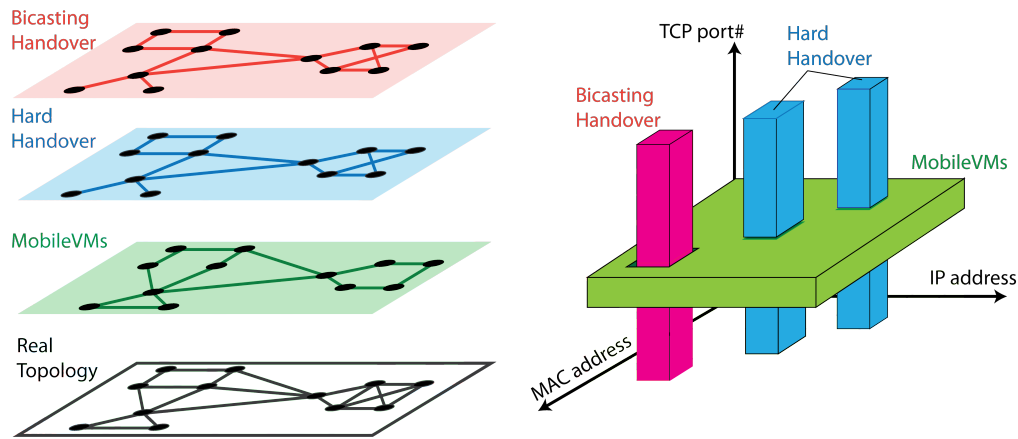 Bicasting
Handover
Hard
Handover
MobileVMs
Real
Topology
TCP port#
Hard
Handover
Bicasting
Handover
MobileVMs
IP address
MAC address